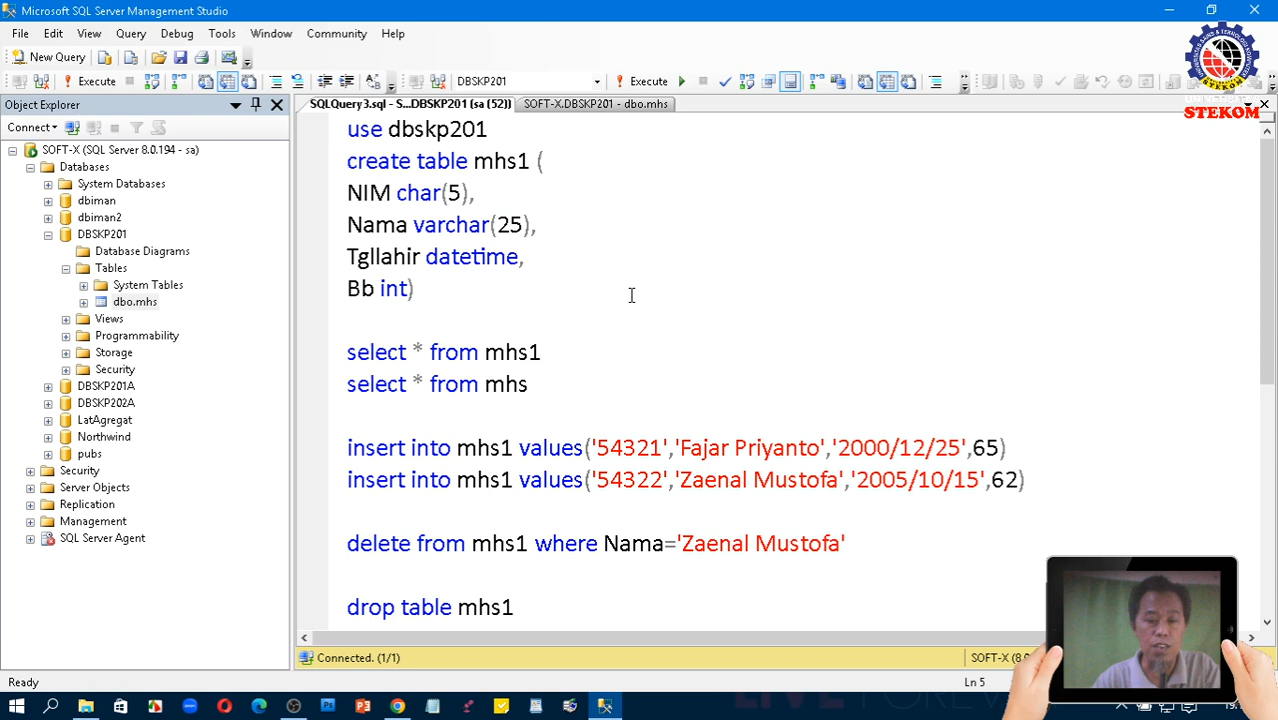 Microsoft SQL Server Management Studio
File Edit View Query Debug Tools Window Community Help
New Query
Execute DBSKP201 Execute
UNIVERSITY
STEKOM
Object Explorer
SQLQuery3.sql - S...DBSKP201 (sa (52)) SOFT-X.DBSKP201 - dbo.mhs
Connect
SOFT-X (SQL Server 8.0.194 - sa)
Databases
System Databases
dbiman
dbiman2
DBSKP201
Database Diagrams
Tables
System Tables
dbo.mhs
Views
Programmability
Storage
Security
DBSKP201A
DBSKP202A
LatAgregat
Northwind
pubs
Security
Server Objects
Replication
Management
SQL Server Agent
use dbskp201
create table mhs1 (
NIM char(5),
Nama varchar(25),
Tgllahir datetime,
Bb int)
select * from mhs1
select * from mhs
insert into mhs1 values('54321','Fajar Priyanto','2000/12/25',65)
insert into mhs1 values('54322','Zaenal Mustofa','2005/10/15',62)
delete from mhs1 where Nama='Zaenal Mustofa'
drop table mhs1
Connected. (1/1) SOFT-X (8.0
Ready Ln 5